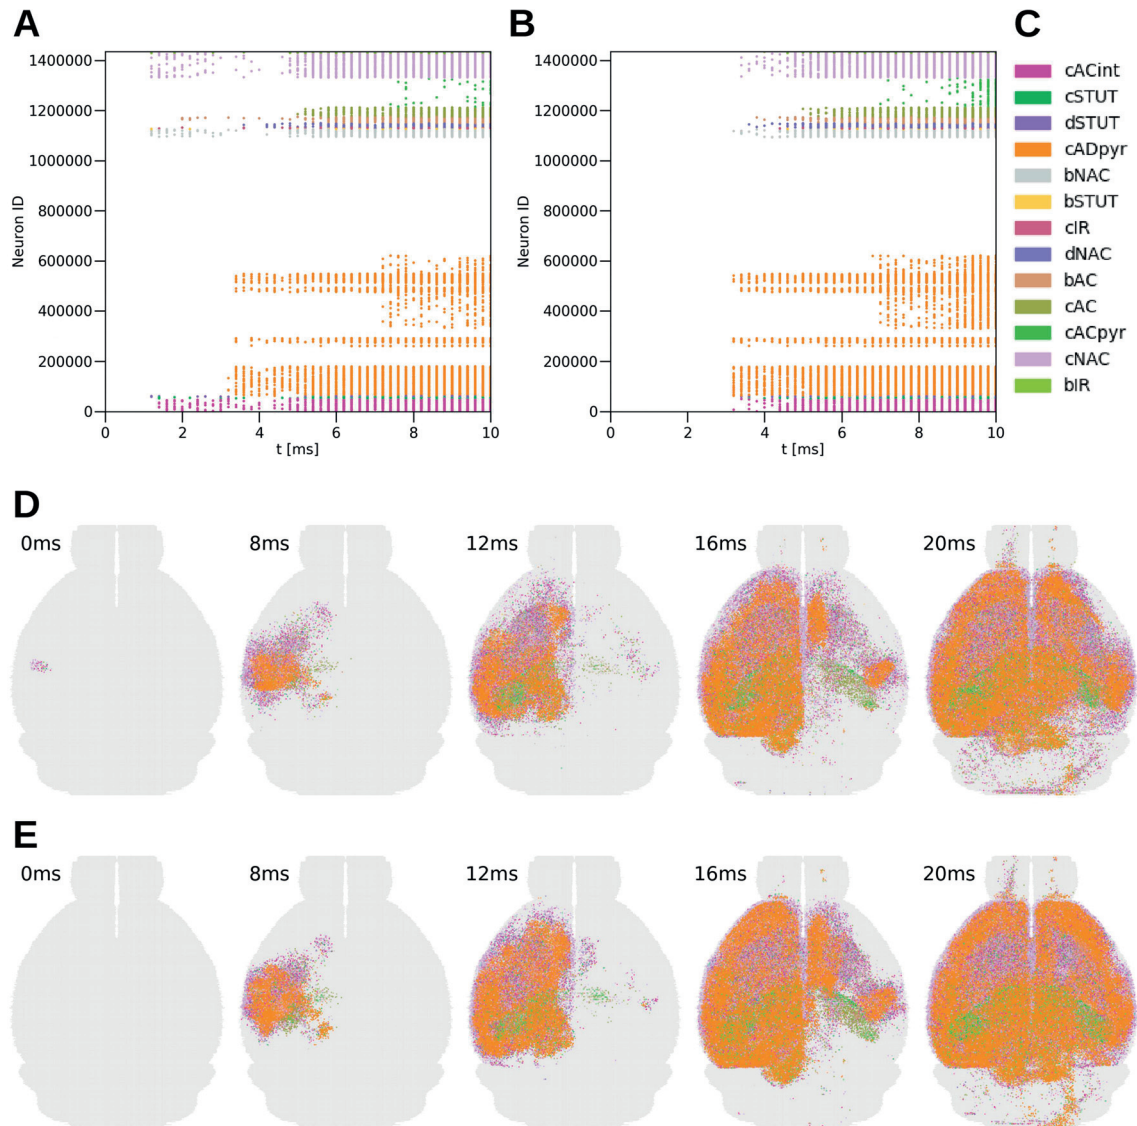 A
B
C
1400000
1200000
1000000
800000
600000
400000
200000
0
Neuron ID
0 2 4 6 8 10
t [ms]
1400000
1200000
1000000
800000
600000
400000
200000
0
Neuron ID
0 2 4 6 8 10
t [ms]
cACint
cSTUT
dSTUT
cADpyr
bNAC
bSTUT
cIR
dNAC
bAC
cAC
cACpyr
cNAC
bIR
D
0ms 8ms 12ms 16ms 20ms
E
0ms 8ms 12ms 16ms 20ms